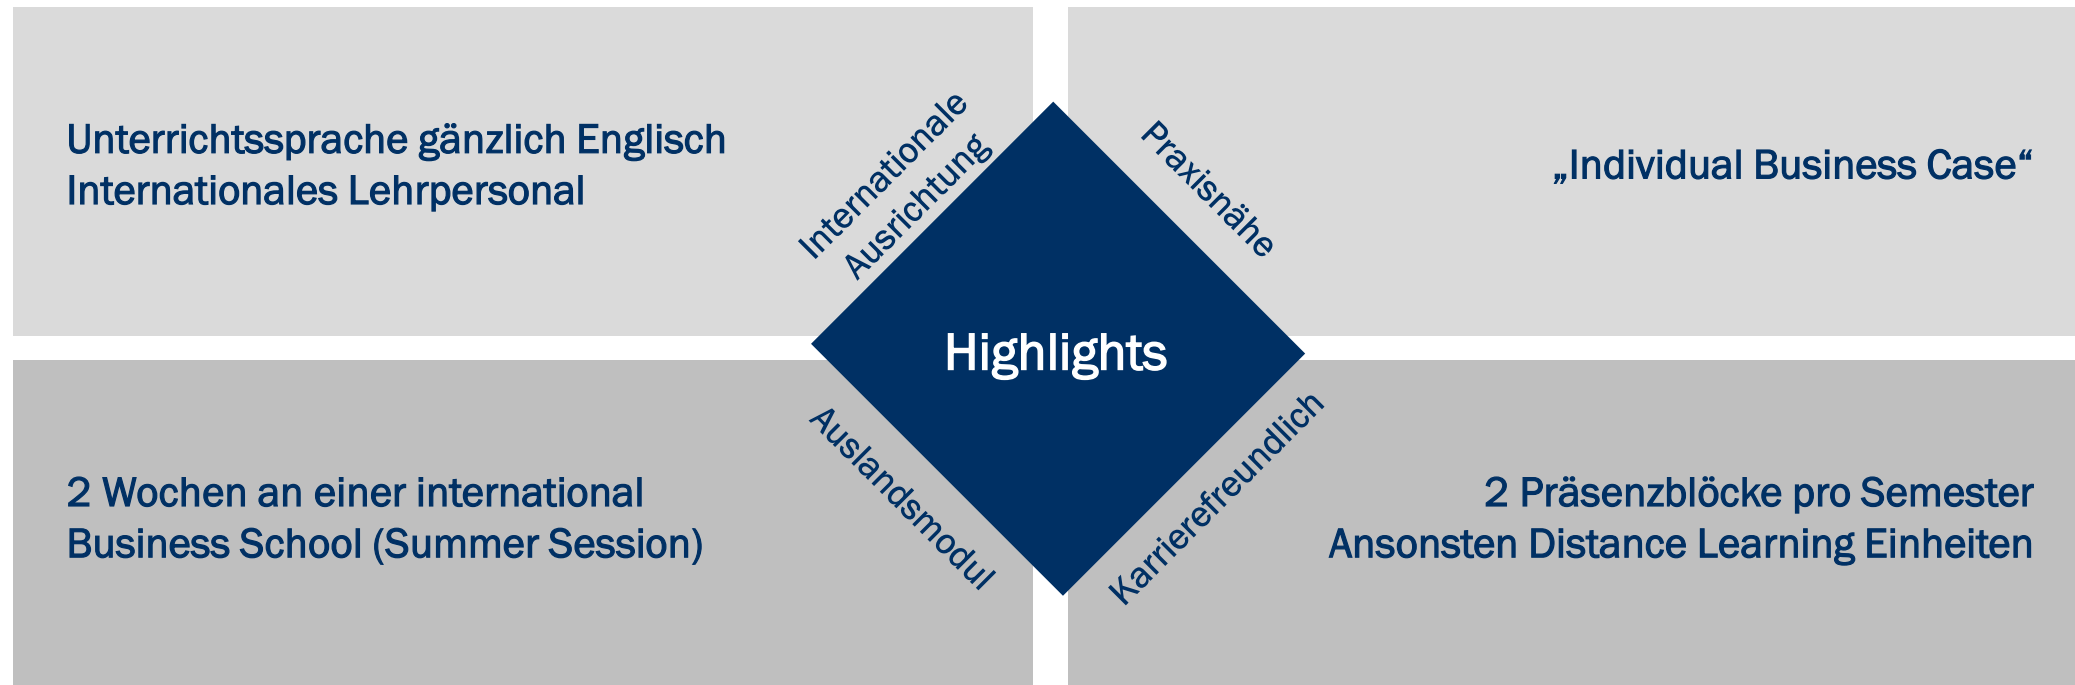 Unterrichtssprache gänzlich Englisch
Internationales Lehrpersonal
Internationale
Ausrichtung
Praxisnähe
„Individual Business Case“
Highlights
2 Wochen an einer international
Business School (Summer Session)
Auslandsmodul
Karrierefreundlich
2 Präsenzblöcke pro Semester
Ansonsten Distance Learning Einheiten